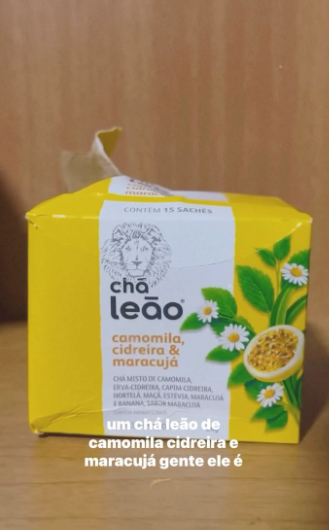 CONTÉM 15 SACHÊS
chá
leão
camomila,
cidreira &
maracujá
CHÁ MISTO DE CAMOMILA,
ERVA-CIDREIRA, CAPIM-CIDREIRA,
HORTELÃ, MAÇÃ, ESTÉVIA, MARACUJÁ
E BANANA, SABOR MARACUJÁ
um chá leão de
camomila cidreira e
maracujá gente ele é